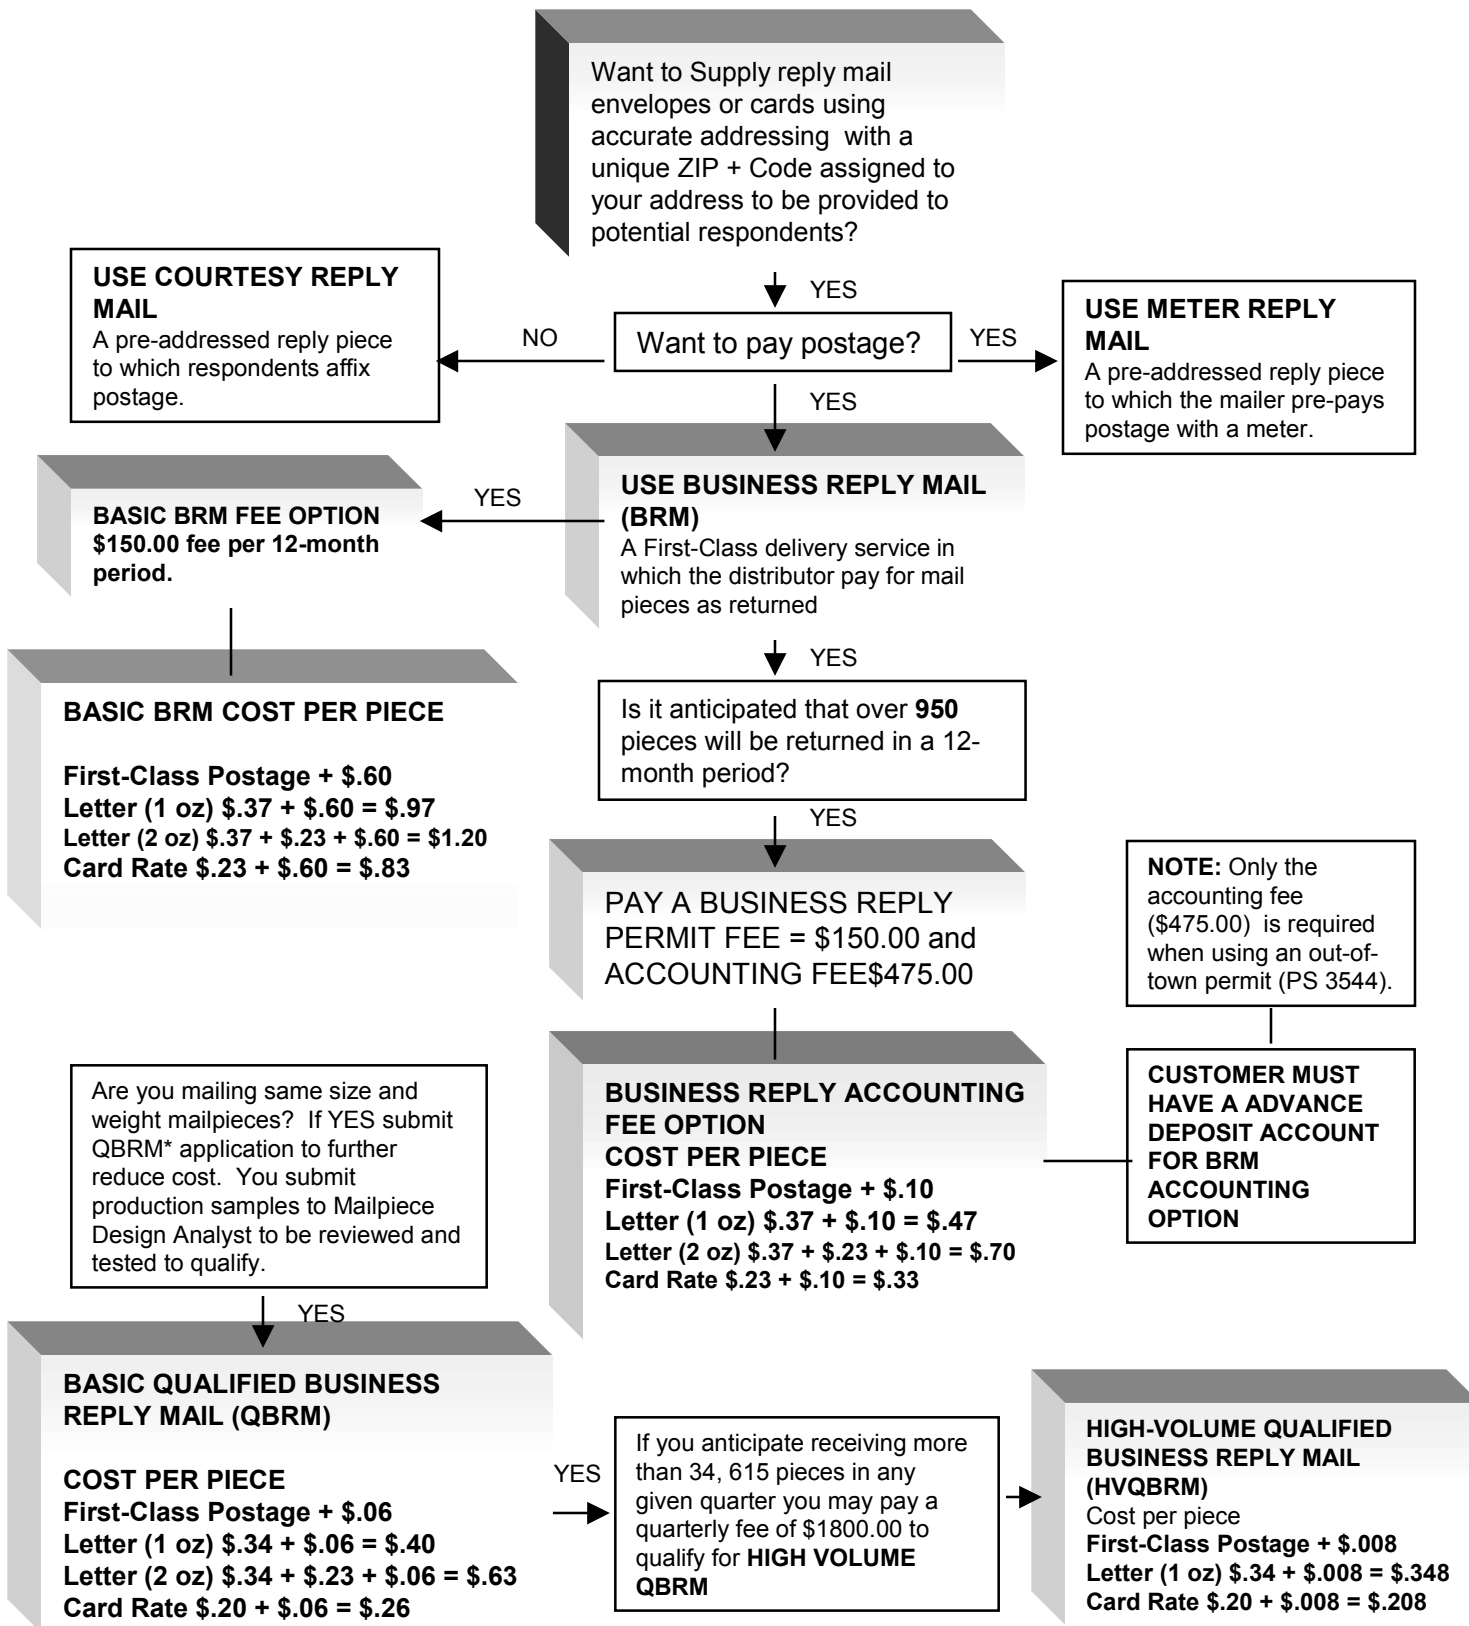 Want to Supply reply mail
envelopes or cards using
accurate addressing with a
unique ZIP + Code assigned to
your address to be provided to
potential respondents?
YES
USE COURTESY REPLY
MAIL
A pre-addressed reply piece
to which respondents affix
postage.
NO
Want to pay postage?
YES
USE METER REPLY
MAIL
A pre-addressed reply piece
to which the mailer pre-pays
postage with a meter.
YES
USE BUSINESS REPLY MAIL
(BRM)
A First-Class delivery service in
which the distributor pay for mail
pieces as returned
YES
BASIC BRM FEE OPTION
$150.00 fee per 12-month
period.
BASIC BRM COST PER PIECE
First-Class Postage + $.60
Letter (1 oz) $.37 + $.60 = $.97
Letter (2 oz) $.37 + $.23 + $.60 = $1.20
Card Rate $.23 + $.60 = $.83
YES
Is it anticipated that over 950
pieces will be returned in a 12-
month period?
YES
PAY A BUSINESS REPLY
PERMIT FEE = $150.00 and
ACCOUNTING FEE$475.00
NOTE: Only the
accounting fee
($475.00) is required
when using an out-of-
town permit (PS 3544).
BUSINESS REPLY ACCOUNTING
FEE OPTION
COST PER PIECE
First-Class Postage + $.10
Letter (1 oz) $.37 + $.10 = $.47
Letter (2 oz) $.37 + $.23 + $.10 = $.70
Card Rate $.23 + $.10 = $.33
CUSTOMER MUST
HAVE A ADVANCE
DEPOSIT ACCOUNT
FOR BRM
ACCOUNTING
OPTION
Are you mailing same size and
weight mailpieces? If YES submit
QBRM* application to further
reduce cost. You submit
production samples to Mailpiece
Design Analyst to be reviewed and
tested to qualify.
YES
BASIC QUALIFIED BUSINESS
REPLY MAIL (QBRM)
COST PER PIECE
First-Class Postage + $.06
Letter (1 oz) $.34 + $.06 = $.40
Letter (2 oz) $.34 + $.23 + $.06 = $.63
Card Rate $.20 + $.06 = $.26
YES
If you anticipate receiving more
than 34, 615 pieces in any
given quarter you may pay a
quarterly fee of $1800.00 to
qualify for HIGH VOLUME
QBRM
HIGH-VOLUME QUALIFIED
BUSINESS REPLY MAIL
(HVQBRM)
Cost per piece
First-Class Postage + $.008
Letter (1 oz) $.34 + $.008 = $.348
Card Rate $.20 + $.008 = $.208